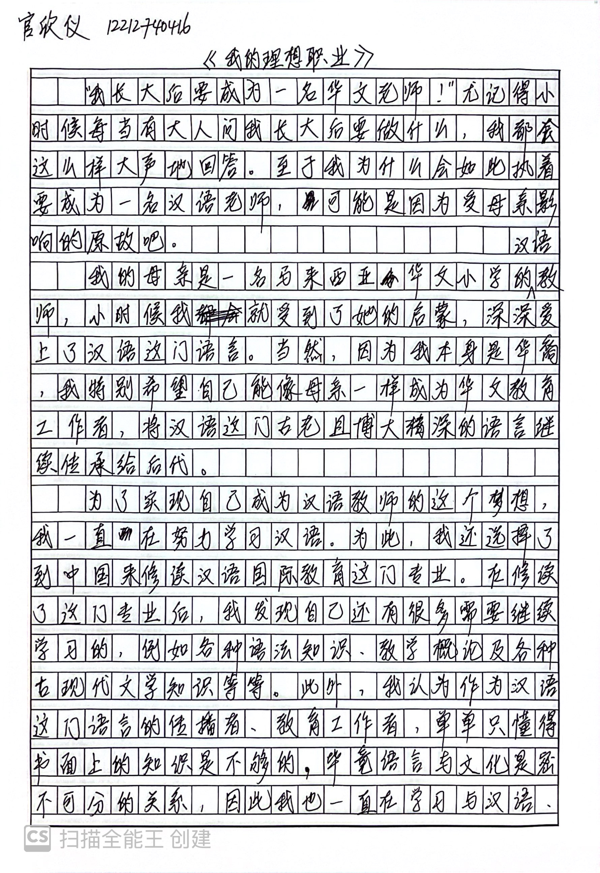 官欣仪 12212740416
《我的理想职业》
“我长大后要成为一名华文老师！”尤记得小
时候每当有大人问我长大后要做什么，我都会
这么样大声地回答。至于我为什么会如此执着
要成为一名汉语老师，可能是因为受母亲影
响的原故吧。
汉语
我的母亲是一名马来西亚华文小学的教
师，小时候我就受到了她的启蒙，深深爱
上了汉语这门语言。当然，因为我本身是华裔
，我特别希望自己能像母亲一样成为华文教育
工作者，将汉语这门古老且博大精深的语言继
续传承给后代。
为了实现自己成为汉语教师的这个梦想，
我一直在努力学习汉语。为此，我还选择了
到中国来修读汉语国际教育这门专业。在修读
了这门专业后，我发现自己还有很多需要继续
学习的，例如各种语法知识、教学概论及各种
古现代文学知识等等。此外，我认为作为汉语
这门语言的传播者、教育工作者，单单只懂得
书面上的知识是不够的，毕竟语言与文化是密
不可分的关系，因此我也一直在学习与汉语、
CS 扫描全能王 创建